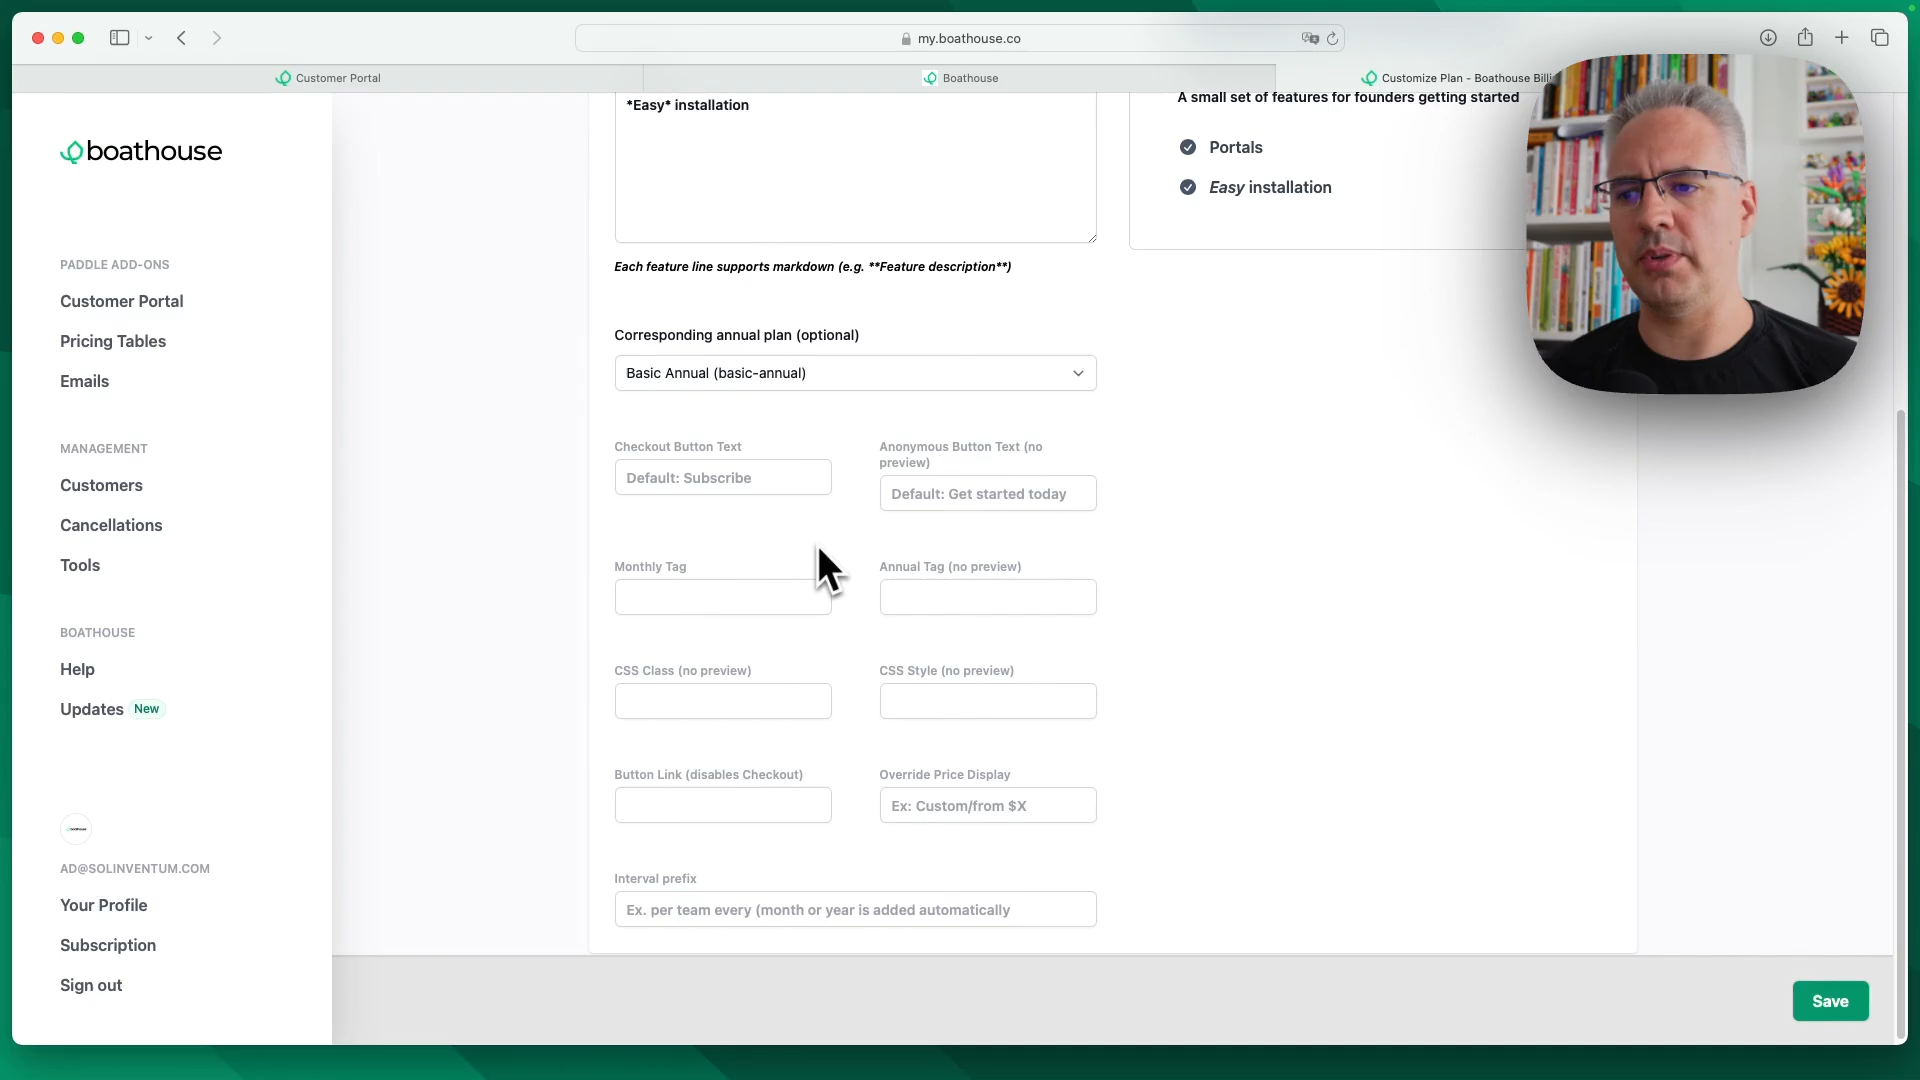 my.boathouse.co
Customer Portal
Boathouse
Customize Plan - Boathouse Billi
boathouse
PADDLE ADD-ONS
Customer Portal
Pricing Tables
Emails
MANAGEMENT
Customers
Cancellations
Tools
BOATHOUSE
Help
Updates New
AD@SOLINVENTUM.COM
Your Profile
Subscription
Sign out
*Easy* installation
Each feature line supports markdown (e.g. **Feature description**)
Corresponding annual plan (optional)
Basic Annual (basic-annual)
Checkout Button Text
Default: Subscribe
Anonymous Button Text (no
preview)
Default: Get started today
Monthly Tag
Annual Tag (no preview)
CSS Class (no preview)
CSS Style (no preview)
Button Link (disables Checkout)
Override Price Display
Ex: Custom/from $X
Interval prefix
Ex. per team every (month or year is added automatically
A small set of features for founders getting started
Portals
Easy installation
Save